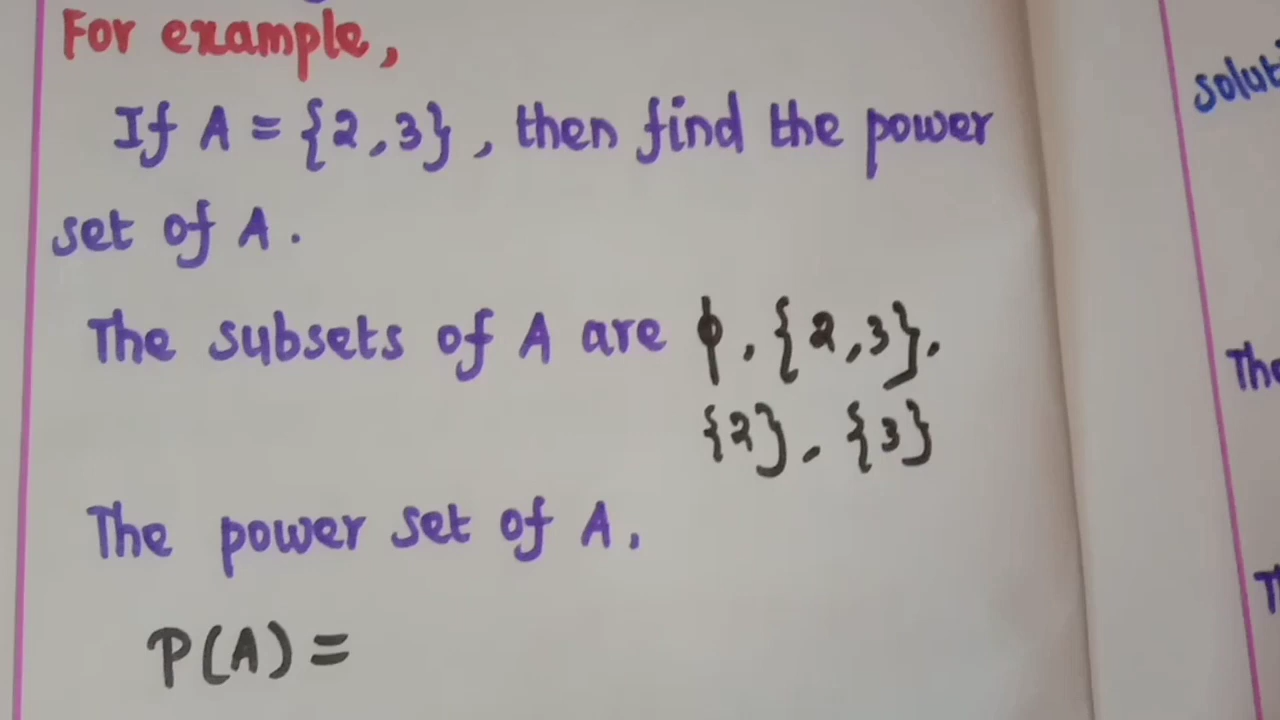 For example,
If A = {2,3}, then find the power
set of A.
The subsets of A are ϕ, {2,3},
{2}, {3}
The power set of A,
P(A) =